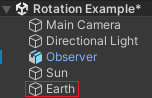 Rotation Example*
Main Camera
Directional Light
Observer
Sun
Earth